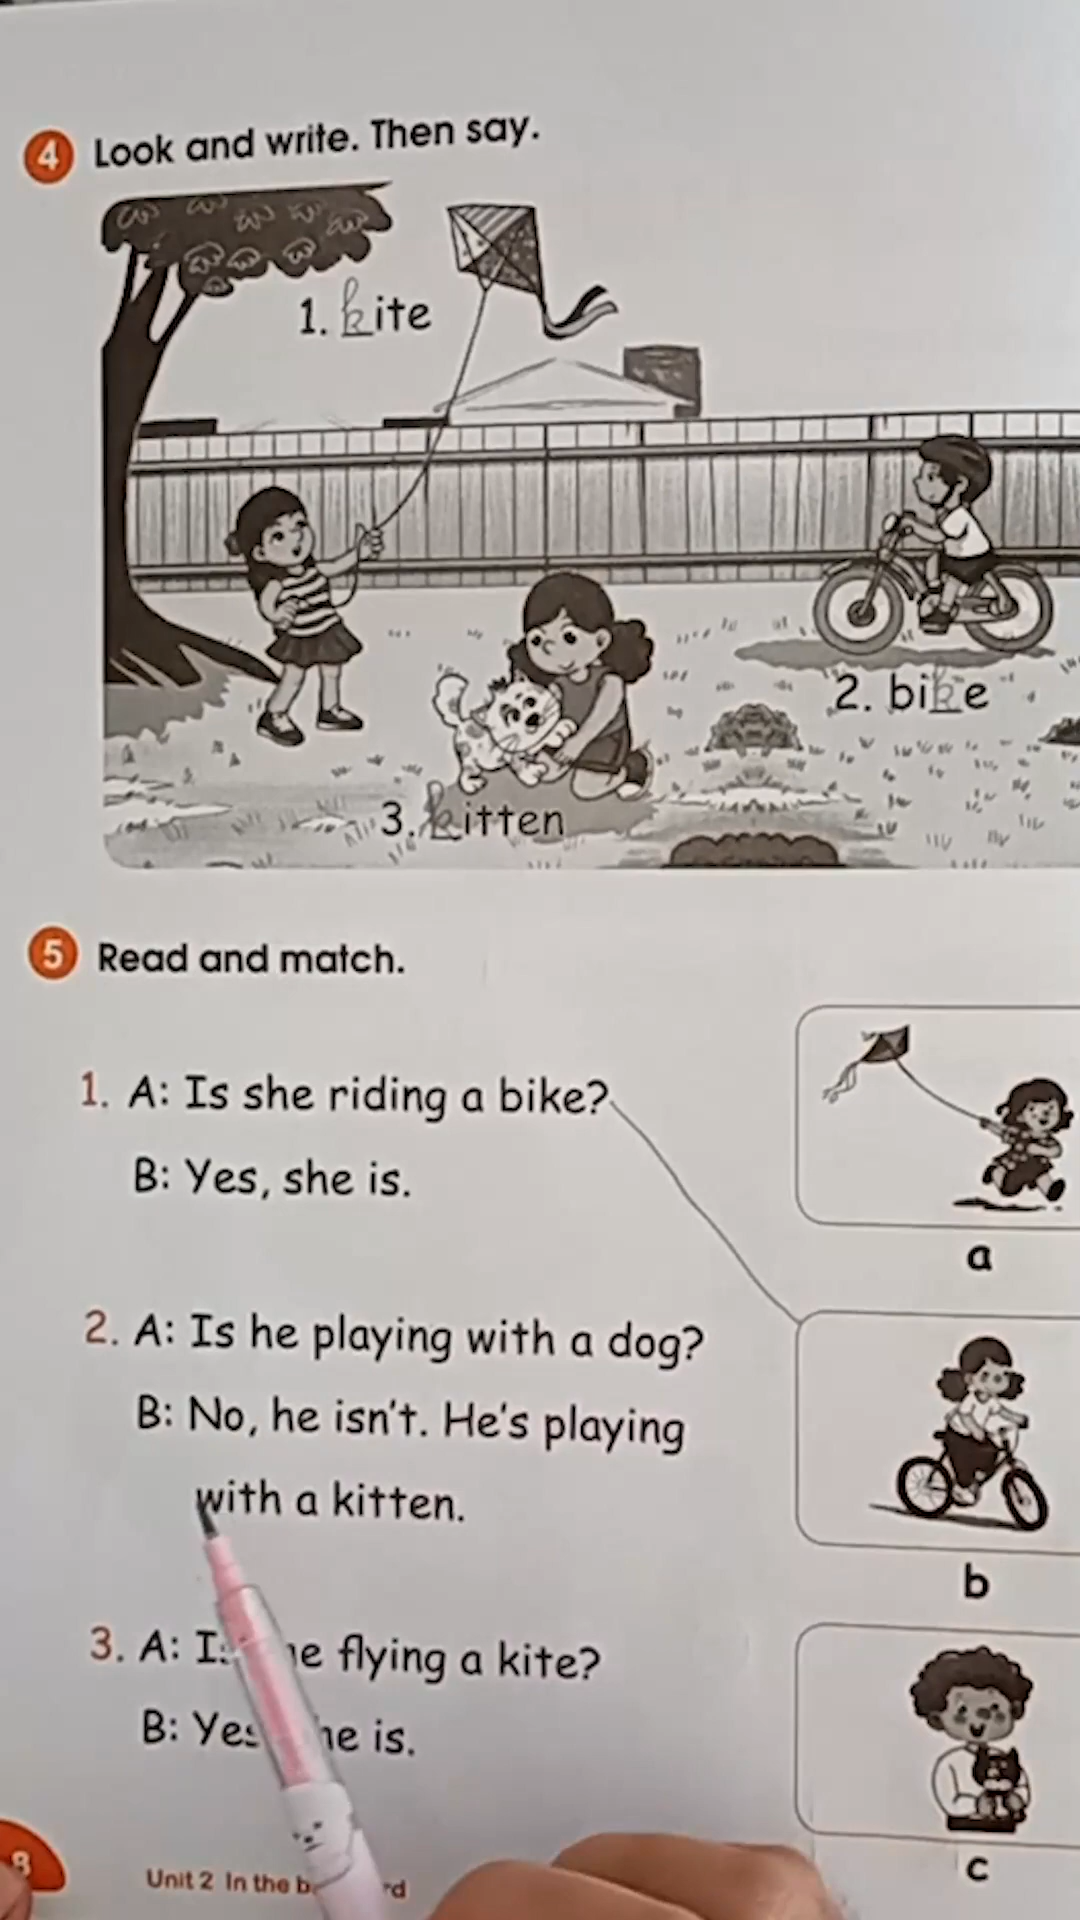 4 Look and write. Then say.
1. kite
2. bike
3. kitten
5 Read and match.
1. A: Is she riding a bike?
B: Yes, she is.
a
2. A: Is he playing with a dog?
B: No, he isn't. He's playing
with a kitten.
b
3. A: flying a kite?
B: is.
c
8
Unit 2 In the